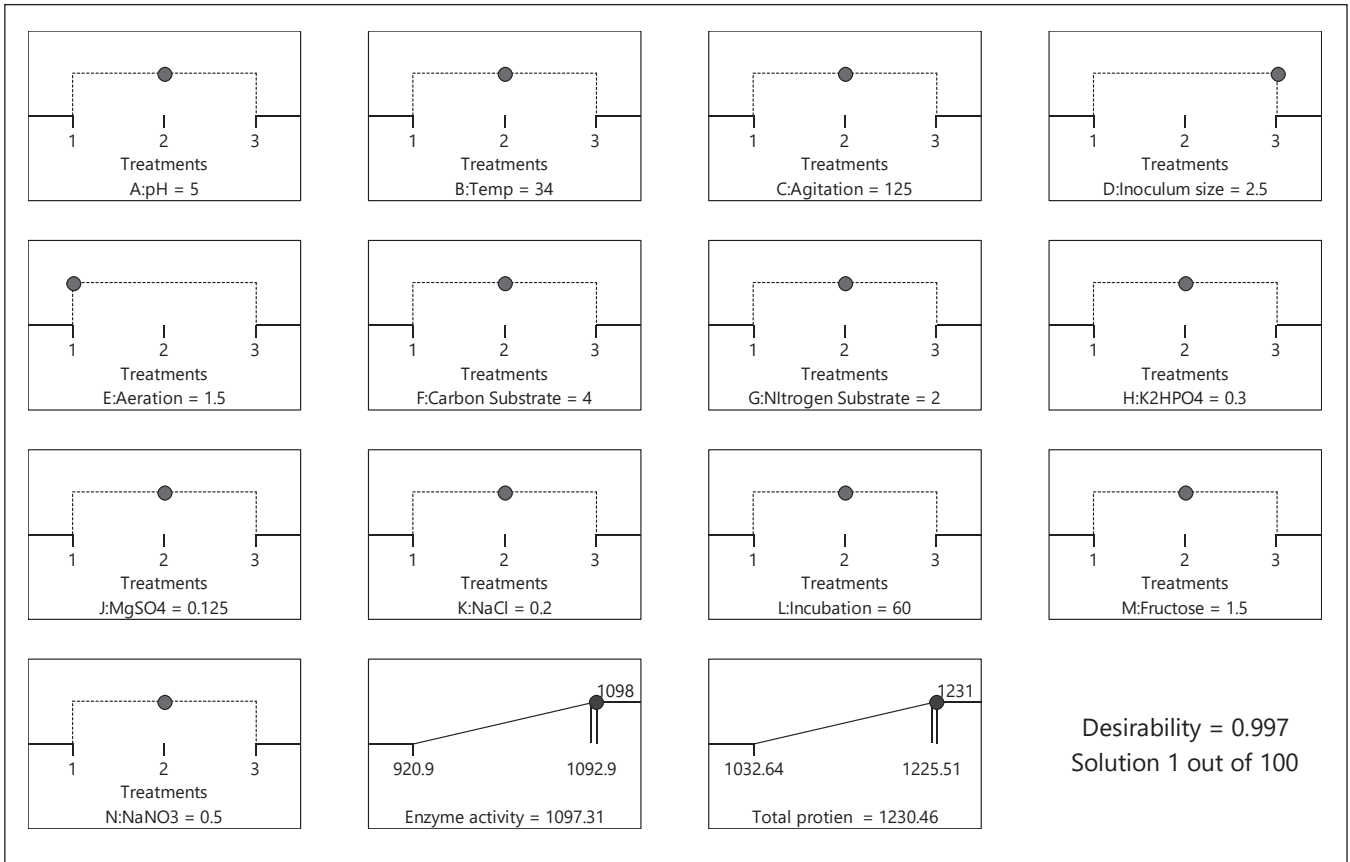 1 2 3
Treatments
A:pH = 5
1 2 3
Treatments
B:Temp = 34
1 2 3
Treatments
C:Agitation = 125
1 2 3
Treatments
D:Inoculum size = 2.5
1 2 3
Treatments
E:Aeration = 1.5
1 2 3
Treatments
F:Carbon Substrate = 4
1 2 3
Treatments
G:NItrogen Substrate = 2
1 2 3
Treatments
H:K2HPO4 = 0.3
1 2 3
Treatments
J:MgSO4 = 0.125
1 2 3
Treatments
K:NaCl = 0.2
1 2 3
Treatments
L:Incubation = 60
1 2 3
Treatments
M:Fructose = 1.5
1 2 3
Treatments
N:NaNO3 = 0.5
1098
920.9 1092.9
Enzyme activity = 1097.31
1231
1032.64 1225.51
Total protien = 1230.46
Desirability = 0.997
Solution 1 out of 100